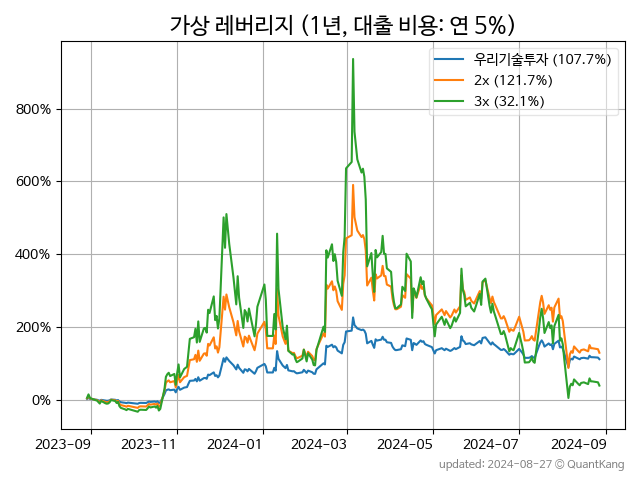 가상 레버리지 (1년, 대출 비용: 연 5%)
우리기술투자 (107.7%)
2x (121.7%)
3x (32.1%)
800%
600%
400%
200%
0%
2023-09 2023-11 2024-01 2024-03 2024-05 2024-07 2024-09
updated: 2024-08-27 © QuantKang